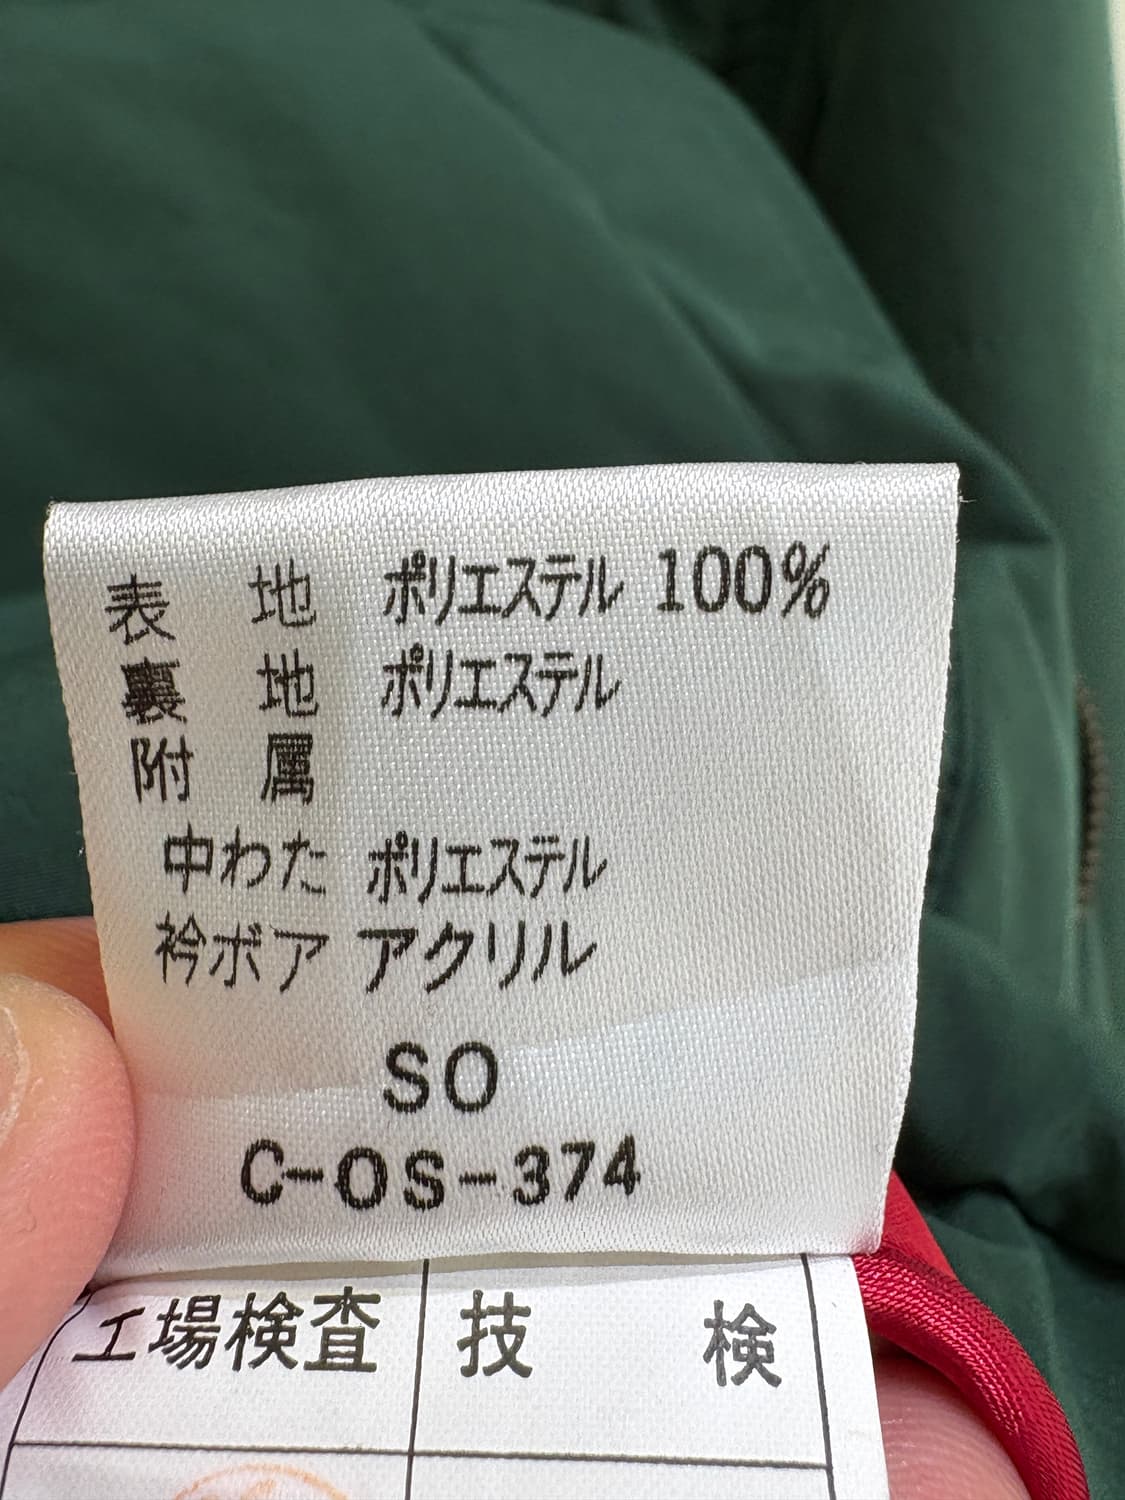 表 地 ポリエステル 100%
裏 地 ポリエステル
附 属
中わた ポリエステル
衿ボア アクリル
SO
C-OS-374
工場検査 技 検